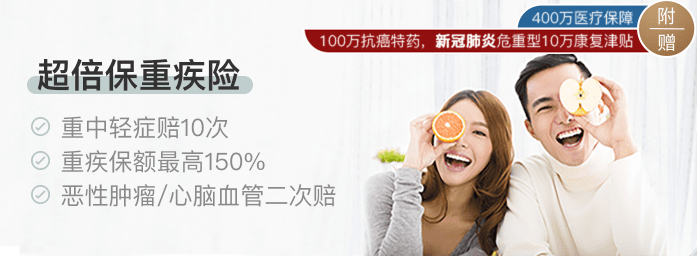 400万医疗保障
100万抗癌特药，新冠肺炎危重型10万康复津贴
附赠
超倍保重疾险
重中轻症赔10次
重疾保额最高150%
恶性肿瘤/心脑血管二次赔